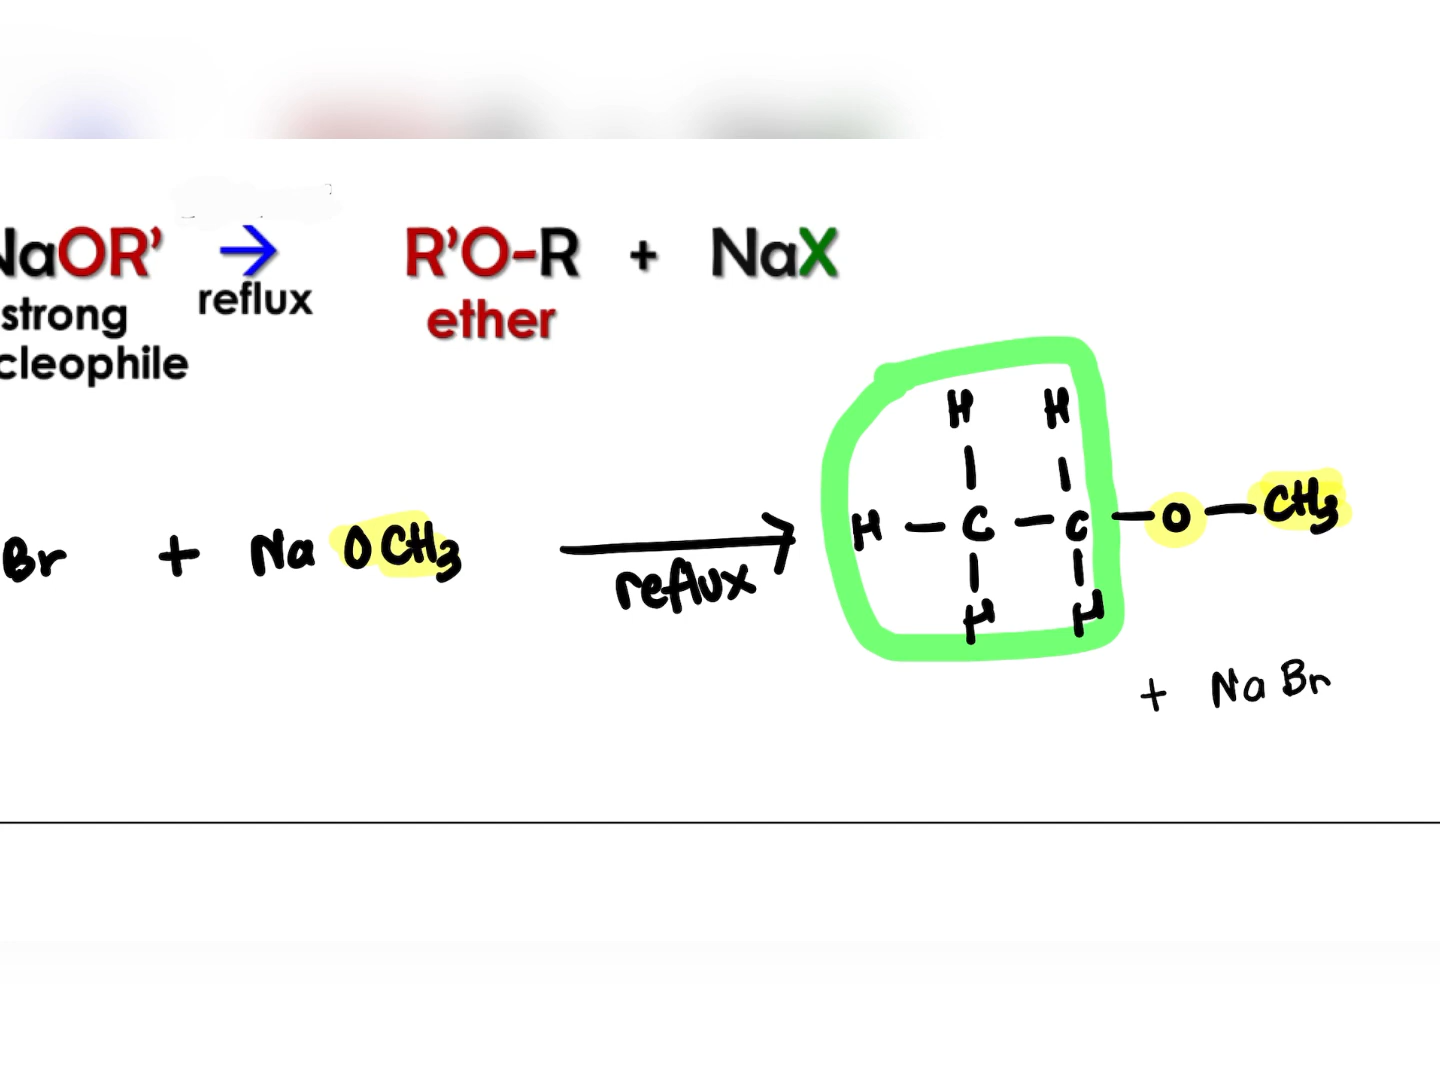 NaOR' → R'O-R + NaX
strong reflux ether
cleophile
H H
Br + Na OCH3 reflux H - C - C - O - CH3
H H
+ NaBr